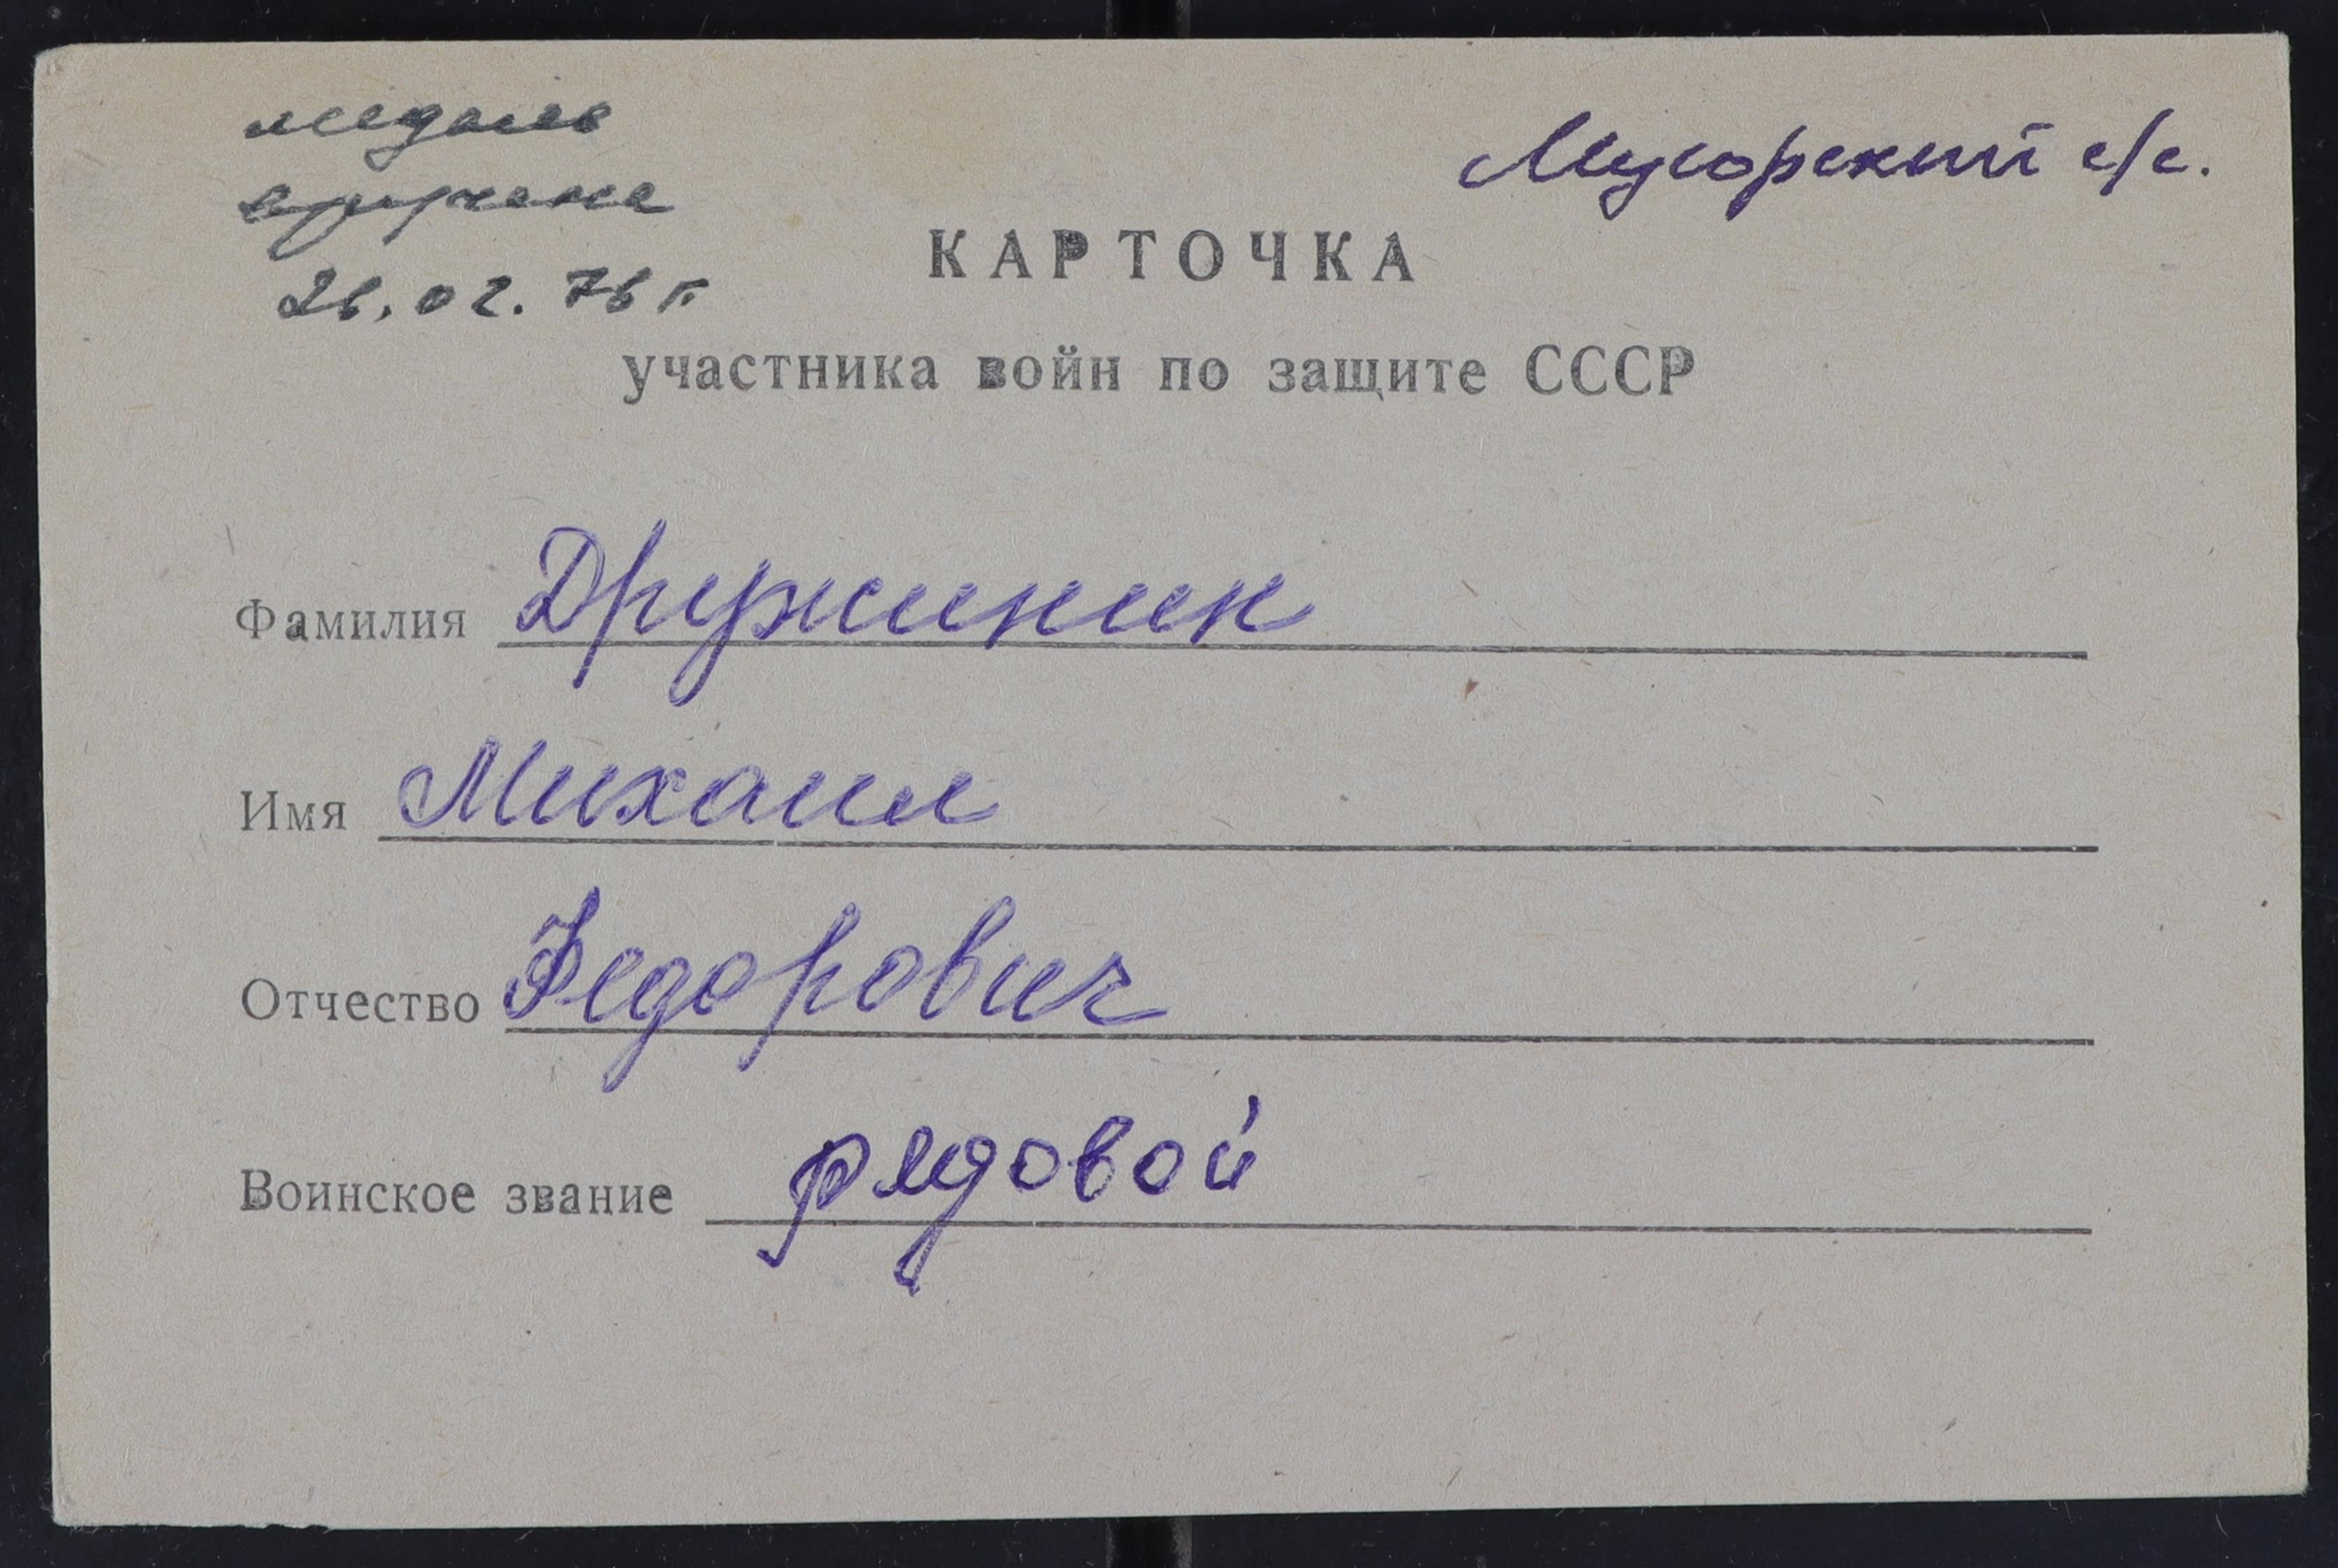 медаль
вручена
26.02.76 г
Мусорский с/с.
КАРТОЧКА
участника войн по защите СССР
Фамилия Дружинин
Имя Михаил
Отчество Федорович
Воинское звание рядовой